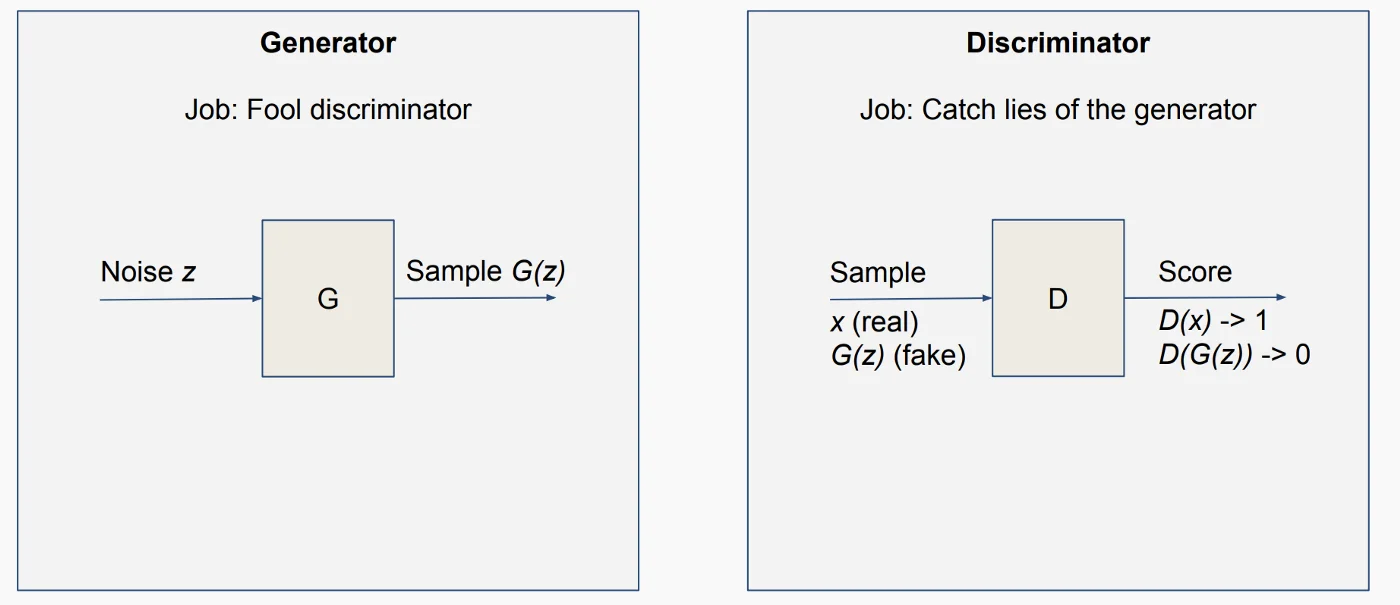 Generator
Job: Fool discriminator
Noise z
G
Sample G(z)
Discriminator
Job: Catch lies of the generator
Sample
x (real)
G(z) (fake)
D
Score
D(x) -> 1
D(G(z)) -> 0